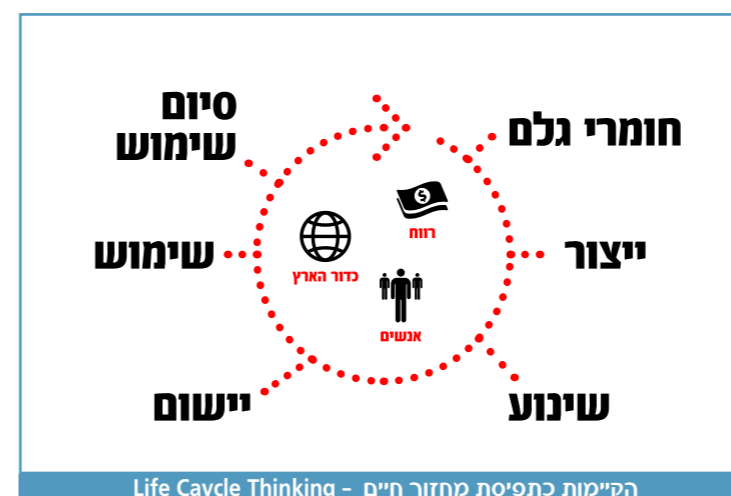 חומרי גלם
ייצור
שינוע
יישום
שימוש
סיום
שימוש
$
רווח
כדור הארץ
אנשים
הקיימות כתפיסת מחזור חיים - Life Caycle Thinking